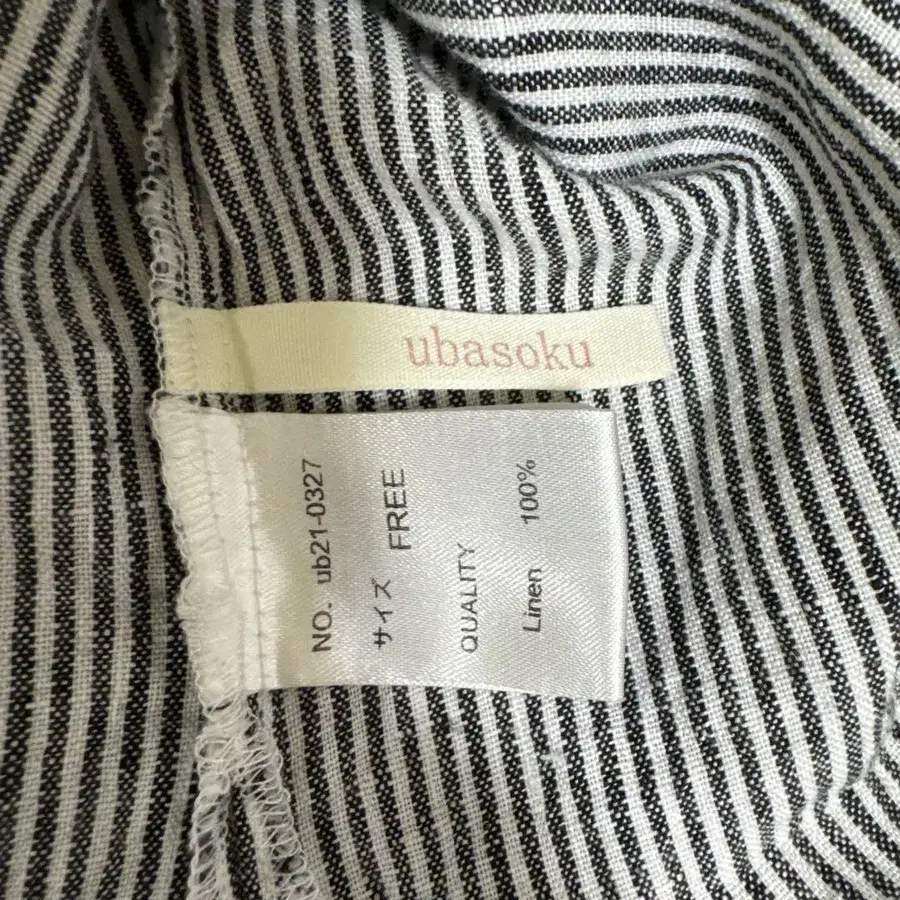 ubasoku
NO. ub21-0327
サイズ FREE
QUALITY
Linen 100%